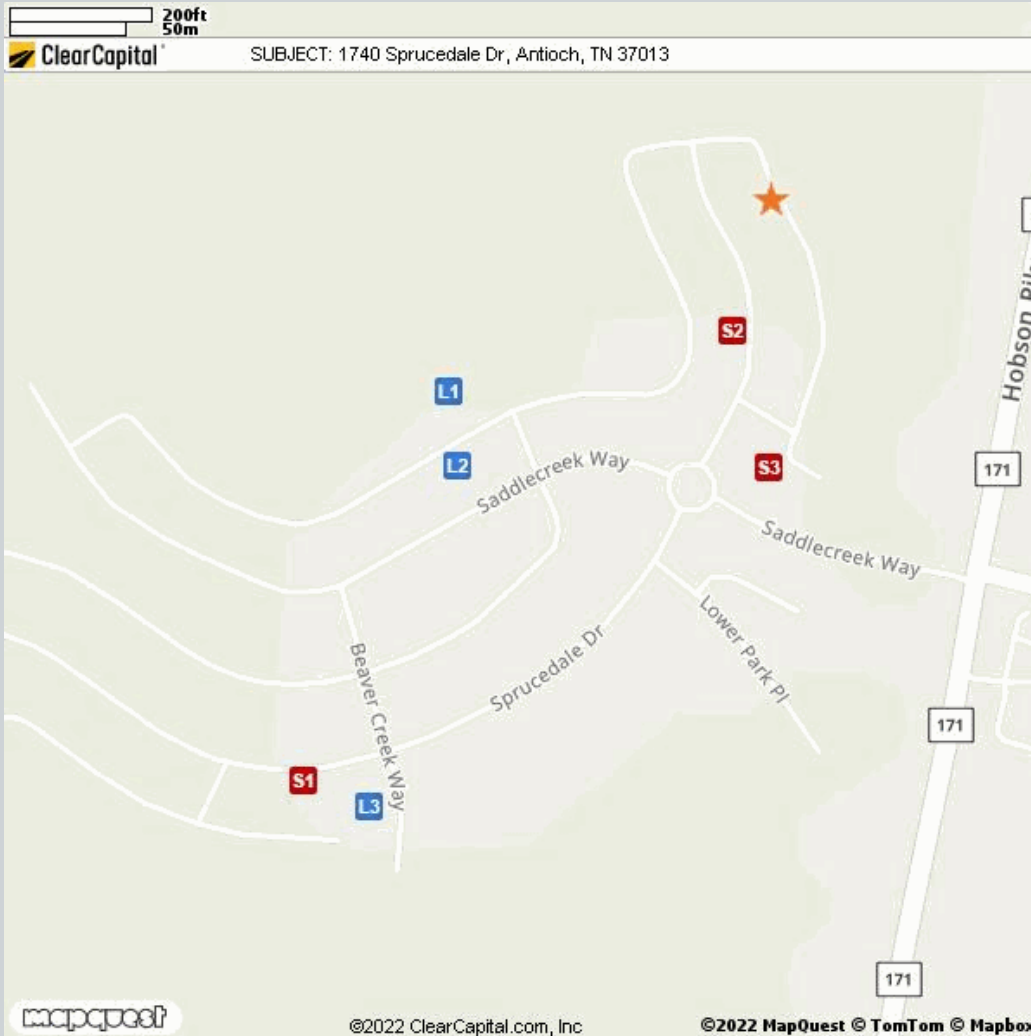 200ft
50m
ClearCapital
SUBJECT: 1740 Sprucedale Dr, Antioch, TN 37013
S2
Hobson
L1
L2
Saddlecreek Way
S3
171
Saddlecreek Way
Lower Park Pl
Beaver Creek Way
Sprucedale Dr
171
S1
L3
171
mapquest
©2022 ClearCapital.com, Inc
©2022 MapQuest © TomTom © Mapbox